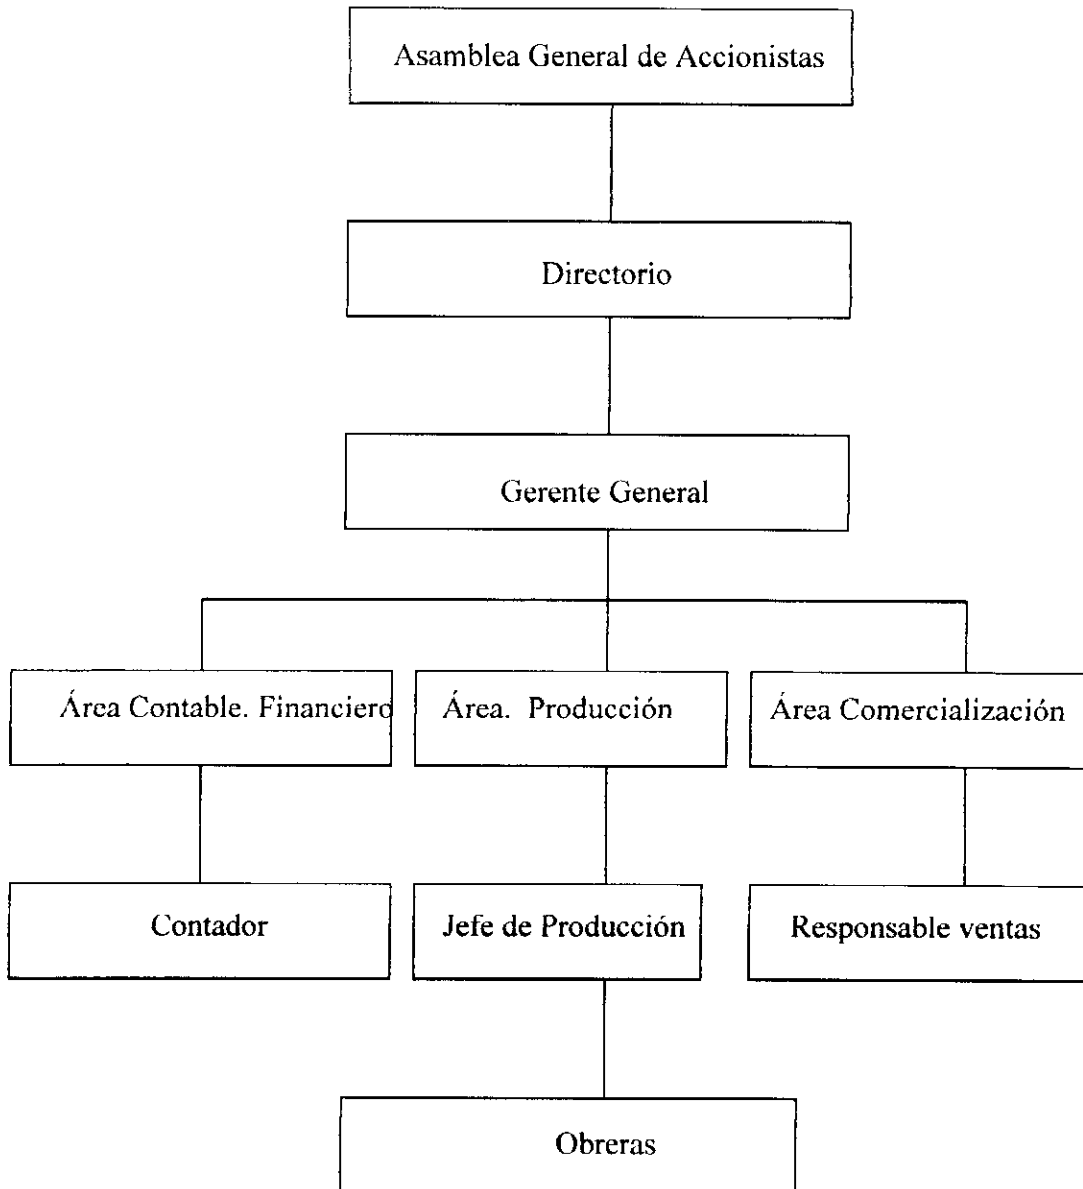 Asamblea General de Accionistas
Directorio
Gerente General
Área Contable. Financiero
Área. Producción
Área Comercialización
Contador
Jefe de Producción
Responsable ventas
Obreras